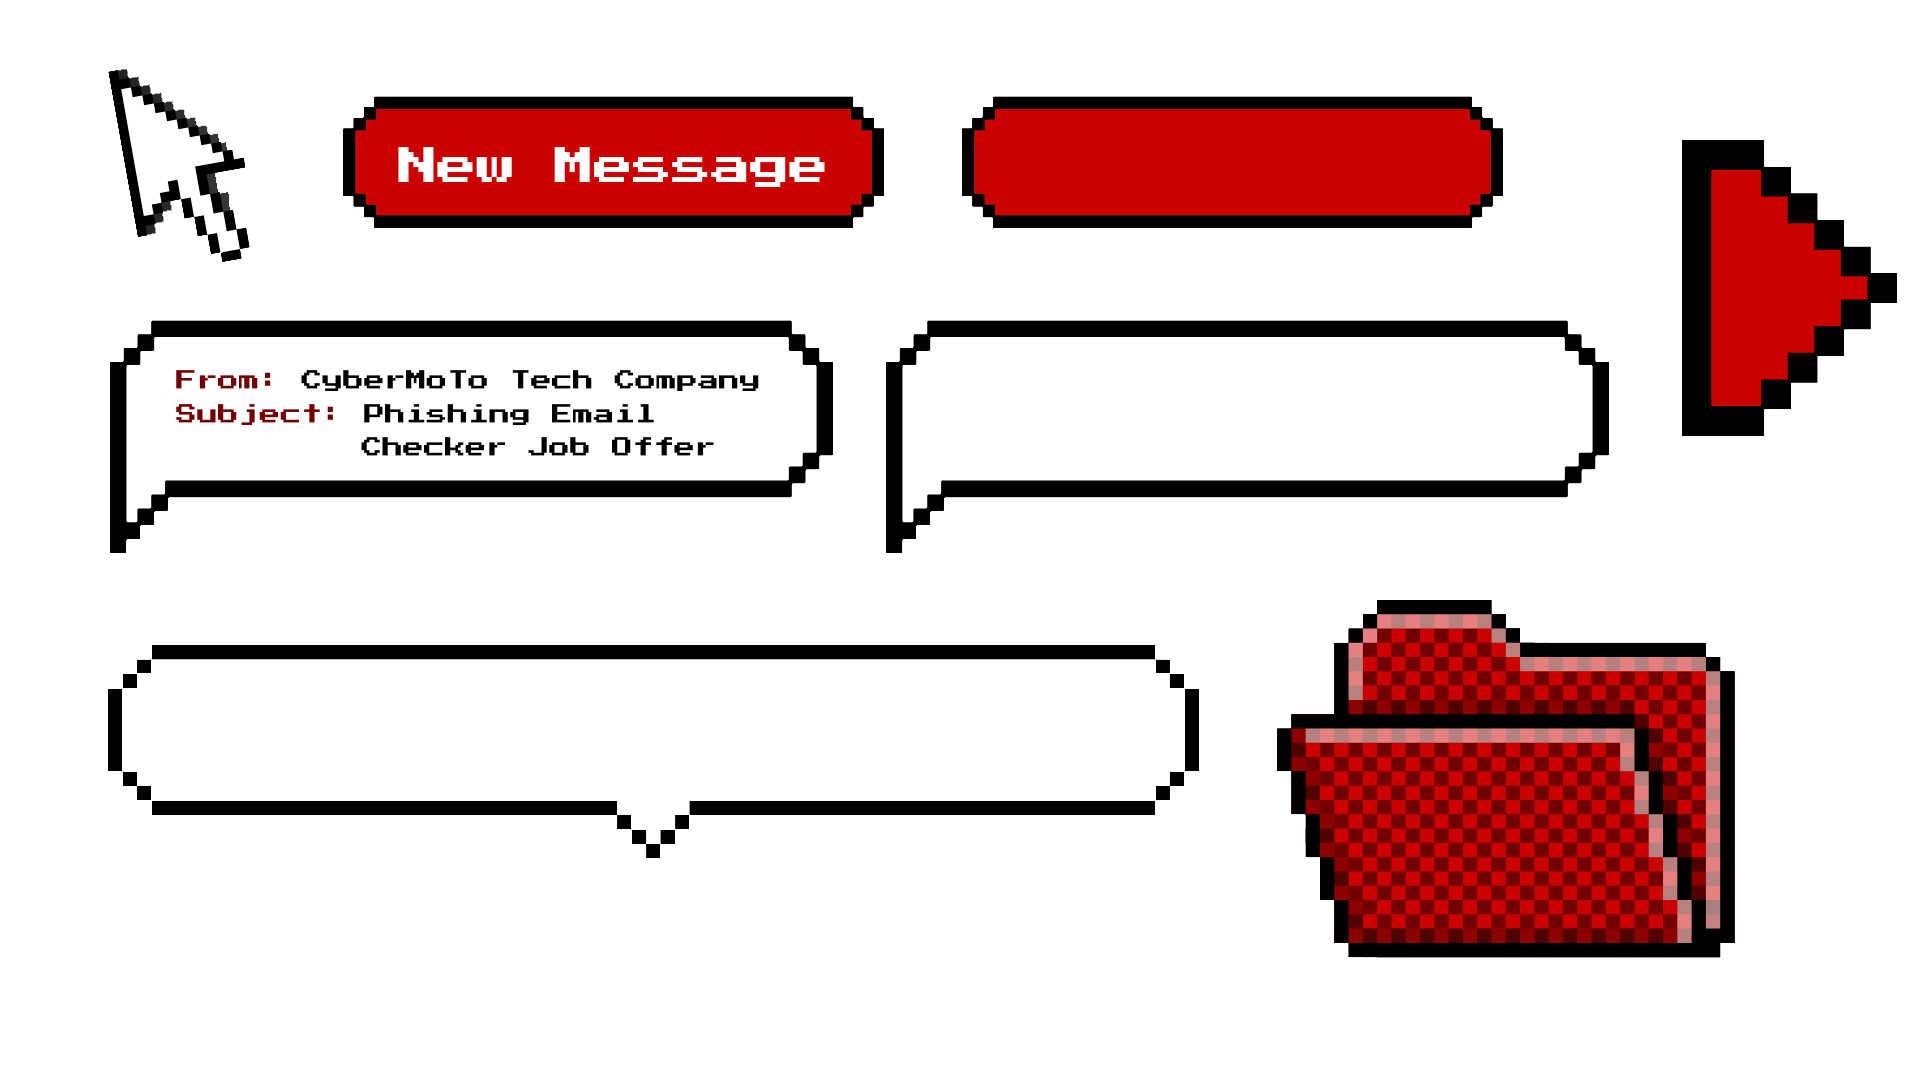 New Message
From: CyberMoTo Tech Company
Subject: Phishing Email
Checker Job Offer